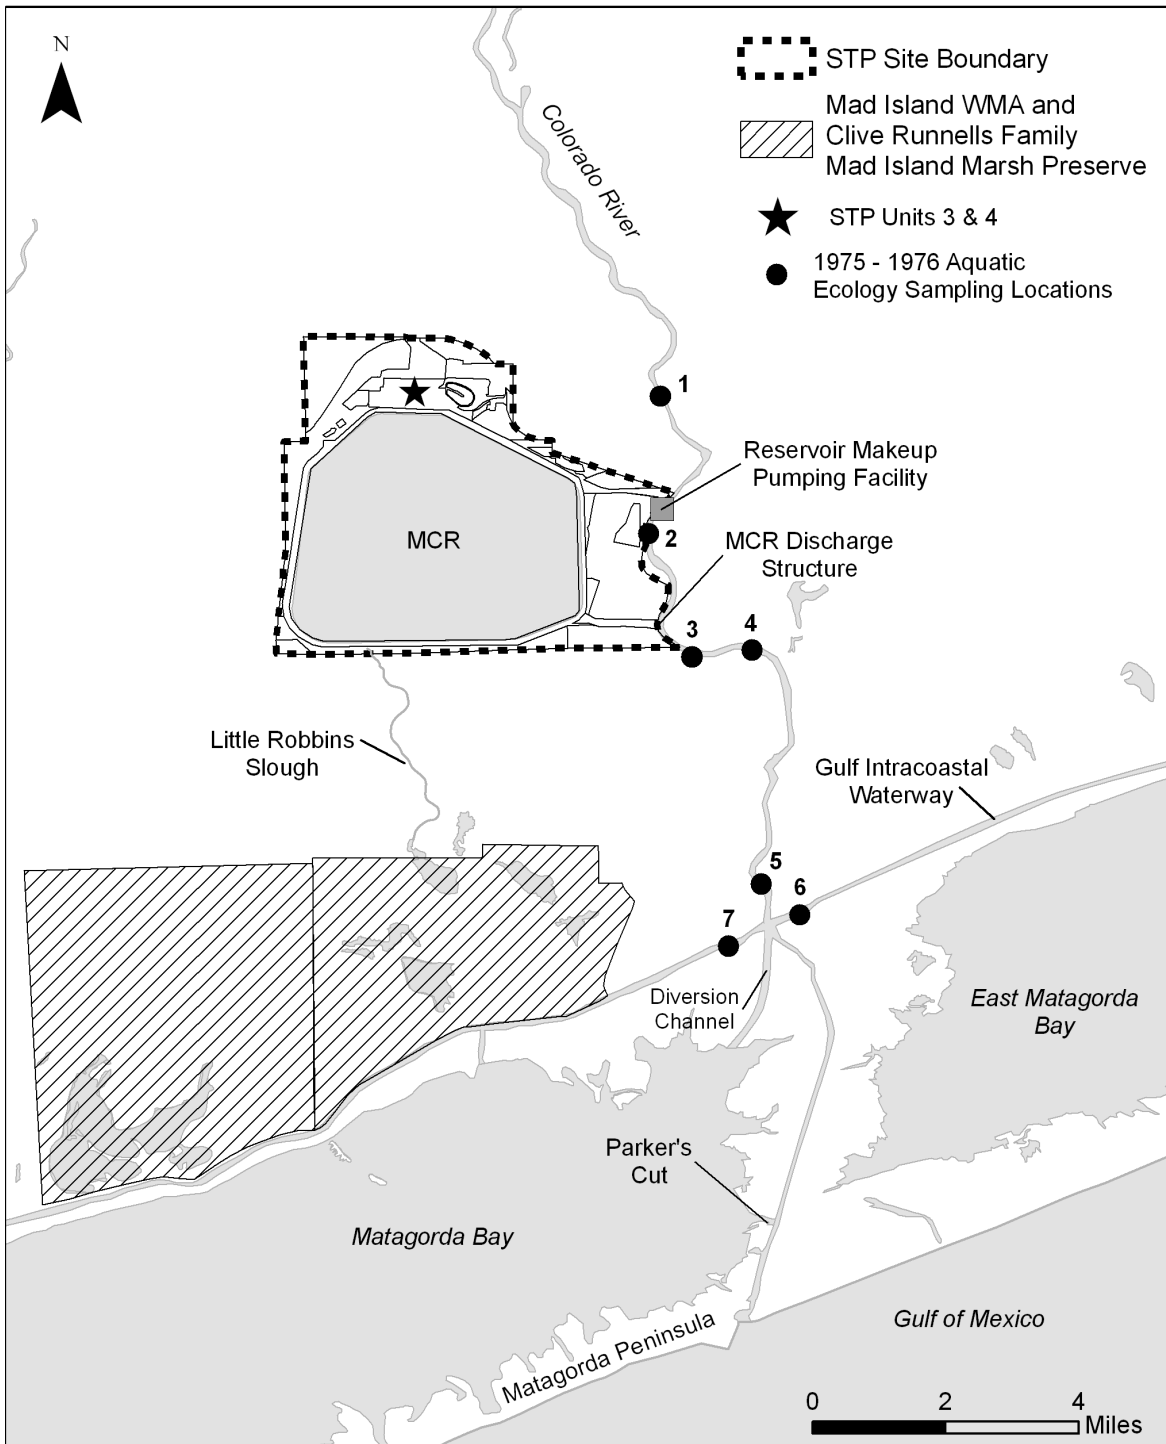 N
STP Site Boundary
Mad Island WMA and
Clive Runnells Family
Mad Island Marsh Preserve
STP Units 3 & 4
1975 - 1976 Aquatic
Ecology Sampling Locations
Colorado River
1
Reservoir Makeup
Pumping Facility
MCR
2
MCR Discharge
Structure
3
4
Little Robbins
Slough
Gulf Intracoastal
Waterway
5
6
7
Diversion
Channel
East Matagorda
Bay
Parker's
Cut
Matagorda Bay
Gulf of Mexico
Matagorda Peninsula
0 2 4
Miles